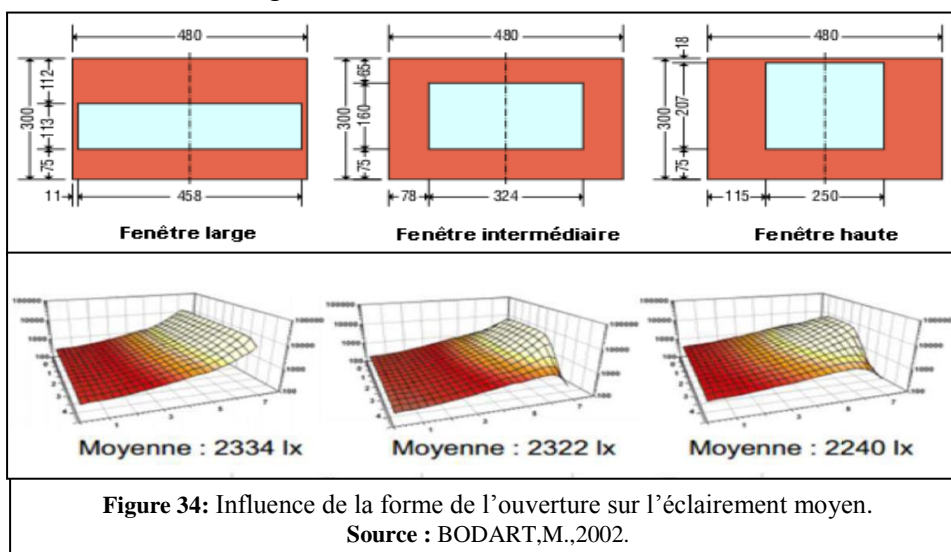 480
480
480
18
112
65
300
113
300
160
300
207
75
75
75
11
458
78
324
115
250
Fenêtre large
Fenêtre intermédiaire
Fenêtre haute
Moyenne : 2334 lx
Moyenne : 2322 lx
Moyenne : 2240 lx
Figure 34: Influence de la forme de l’ouverture sur l’éclairement moyen.
Source : BODART,M.,2002.